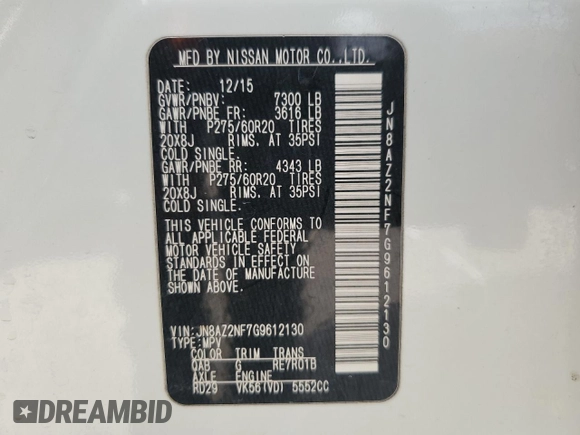 MFD BY NISSAN MOTOR CO.,LTD.
DATE: 12/15
GVWR/PNBV: 7300 LB
GAWR/PNBE FR: 3616 LB
WITH P275/60R20 TIRES
20X8J RIMS. AT 35PSI
COLD SINGLE.
GAWR/PNBE RR: 4343 LB
WITH P275/60R20 TIRES
20X8J RIMS. AT 35PSI
COLD SINGLE.
THIS VEHICLE CONFORMS TO
ALL APPLICABLE FEDERAL
MOTOR VEHICLE SAFETY
STANDARDS IN EFFECT ON
THE DATE OF MANUFACTURE
SHOWN ABOVE.
VIN:JN8AZ2NF7G9612130
TYPE:MPV
COLOR TRIM TRANS
QAB G RE7R01B
AXLE ENGINE
RD29 VK56(VD) 5552CC
JN8AZ2NF7G9612130
DREAMBID